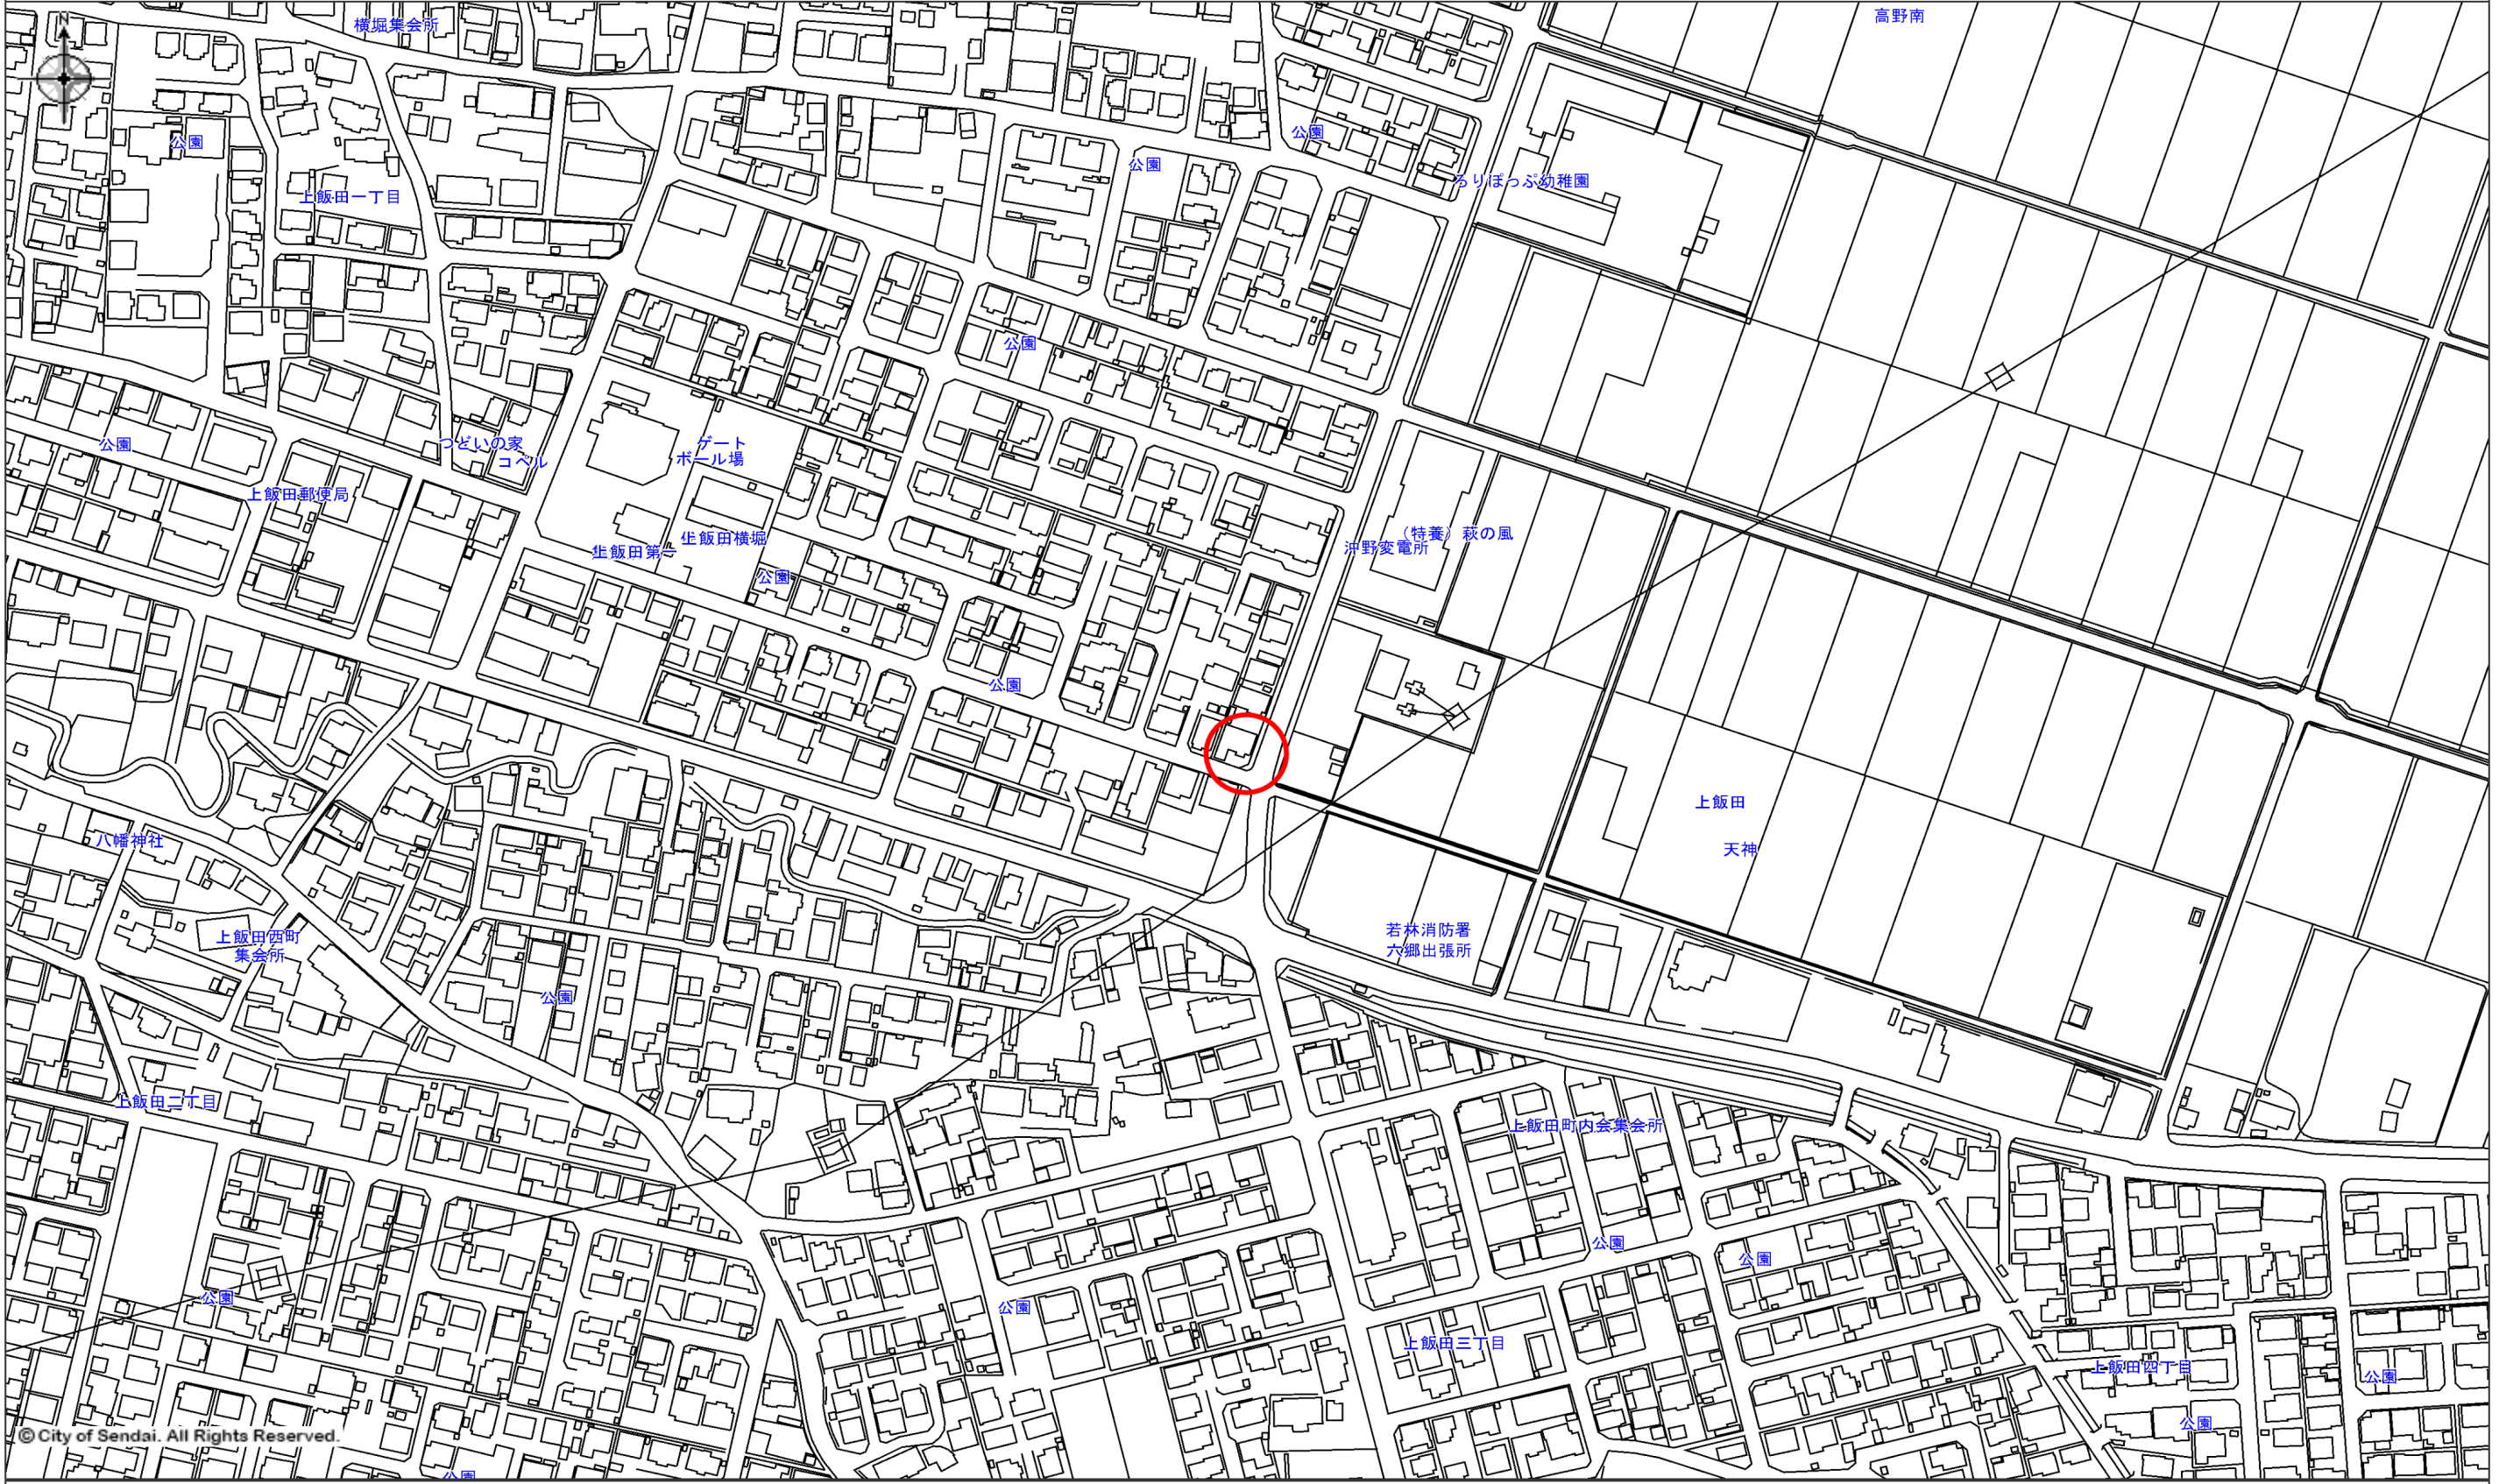 高野南
横堀集会所
N
公園
公園
公園
ろりぽっぷ幼稚園
上飯田一丁目
公園
公園
つどいの家
コペル
ゲート
ボール場
上飯田郵便局
（特養）萩の風
沖野変電所
上飯田横堀
上飯田第一
公園
公園
上飯田
八幡神社
天神
若林消防署
六郷出張所
上飯田西町
集会所
公園
上飯田二丁目
上飯田町内会集会所
公園
公園
公園
公園
上飯田三丁目
上飯田四丁目
公園
公園
© City of Sendai. All Rights Reserved.
公園